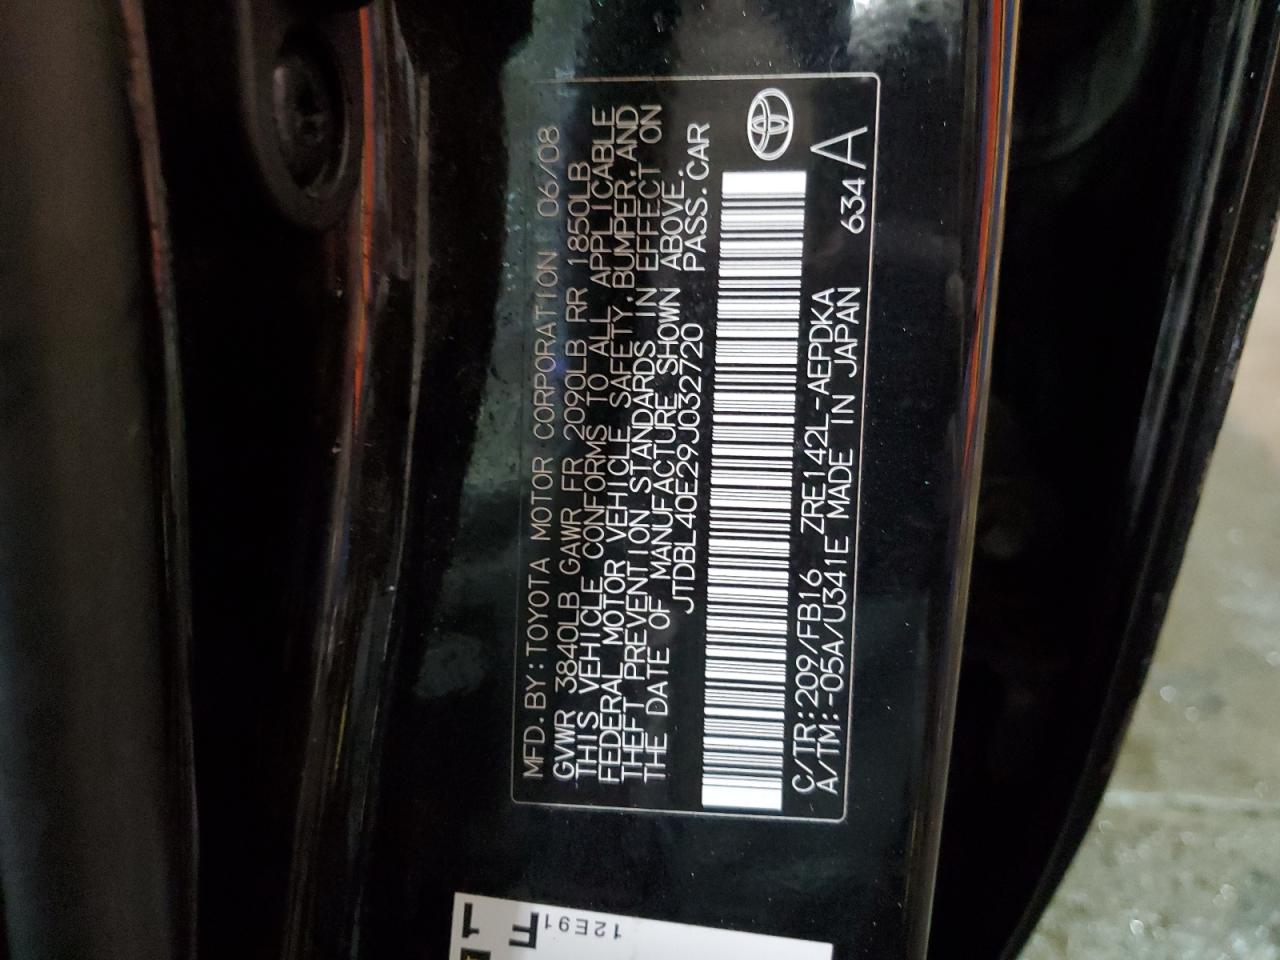 MFD.BY:TOYOTA MOTOR CORPORATION 06/08
GVWR 3840LB GAWR FR 2090LB RR 1850LB
THIS VEHICLE CONFORMS TO ALL APPLICABLE
FEDERAL MOTOR VEHICLE SAFETY,BUMPER,AND
THEFT PREVENTION STANDARDS IN EFFECT ON
THE DATE OF MANUFACTURE SHOWN ABOVE.
JTDBL40E29J032720 PASS.CAR
C/TR:209/FB16 ZRE142L-AEPDKA
A/TM:-05A/U341E MADE IN JAPAN 634A
F
1
12E91